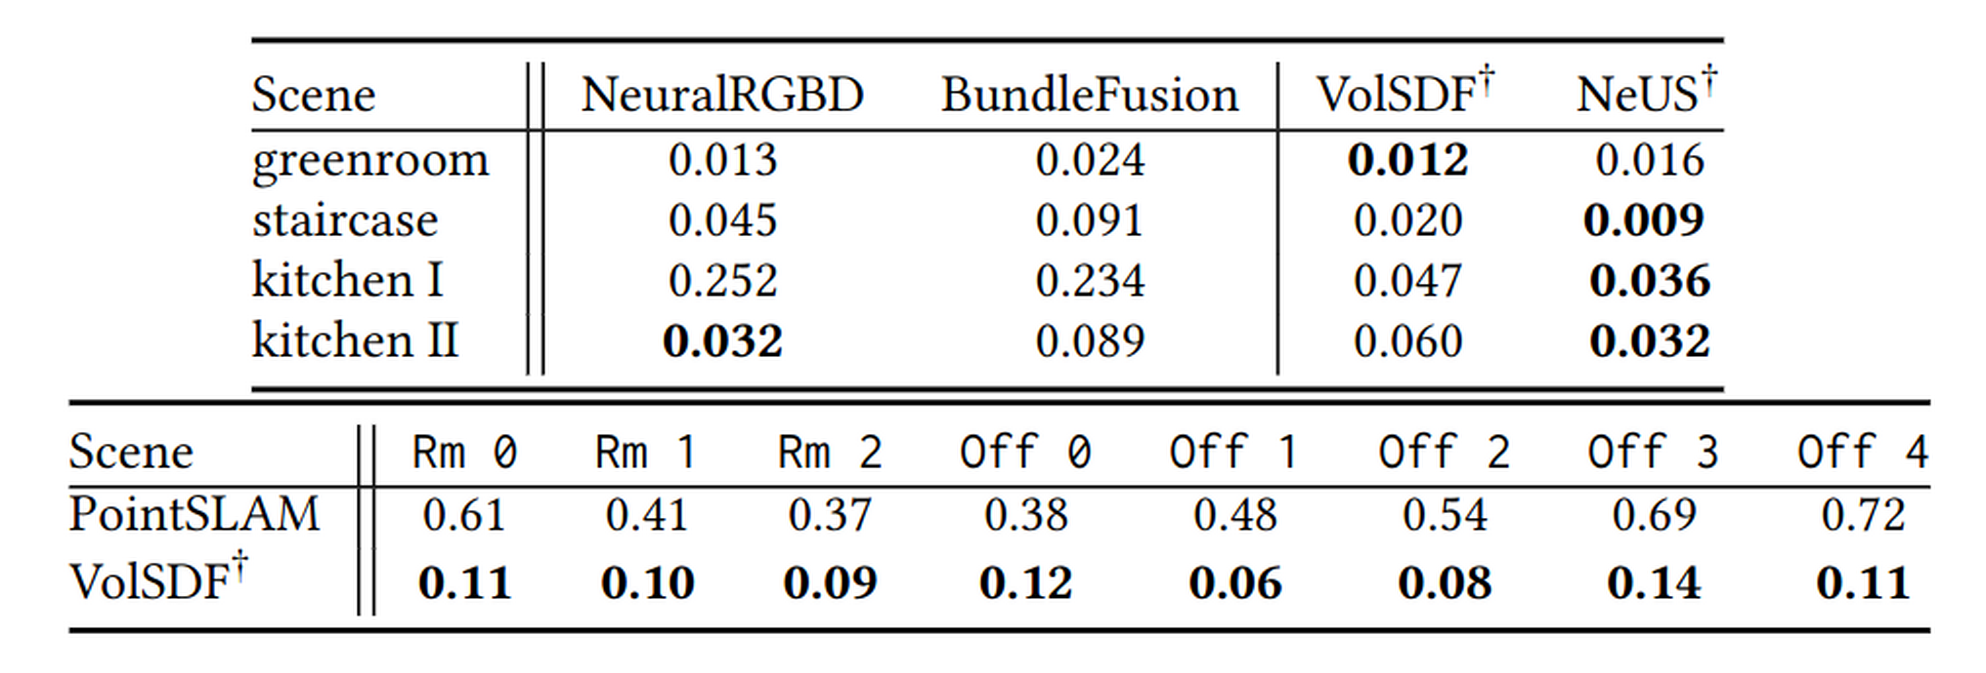 Scene NeuralRGBD BundleFusion VolSDF† NeUS†
greenroom 0.013 0.024 0.012 0.016
staircase 0.045 0.091 0.020 0.009
kitchen I 0.252 0.234 0.047 0.036
kitchen II 0.032 0.089 0.060 0.032
Scene Rm 0 Rm 1 Rm 2 Off 0 Off 1 Off 2 Off 3 Off 4
PointSLAM 0.61 0.41 0.37 0.38 0.48 0.54 0.69 0.72
VolSDF† 0.11 0.10 0.09 0.12 0.06 0.08 0.14 0.11